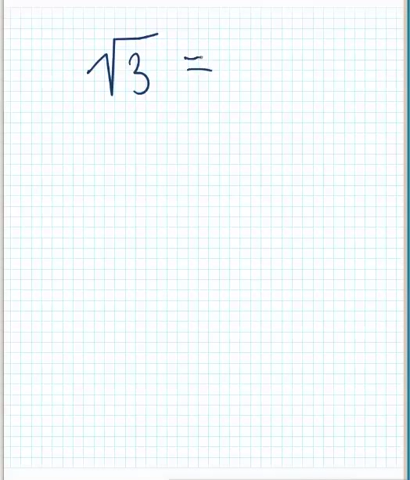 √3 =